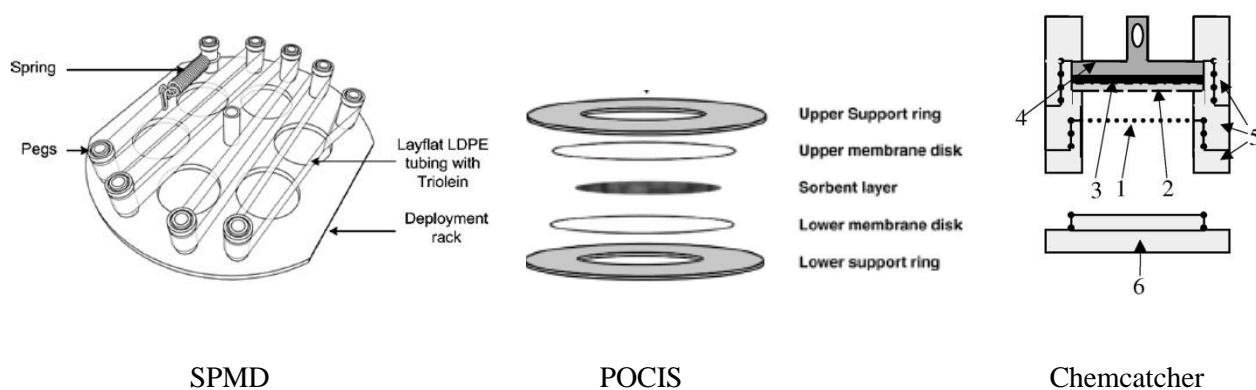 Spring
Pegs
Layflat LDPE
tubing with
Triolein
Deployment
rack
SPMD
Upper Support ring
Upper membrane disk
Sorbent layer
Lower membrane disk
Lower support ring
POCIS
4
5
3
1
2
6
Chemcatcher